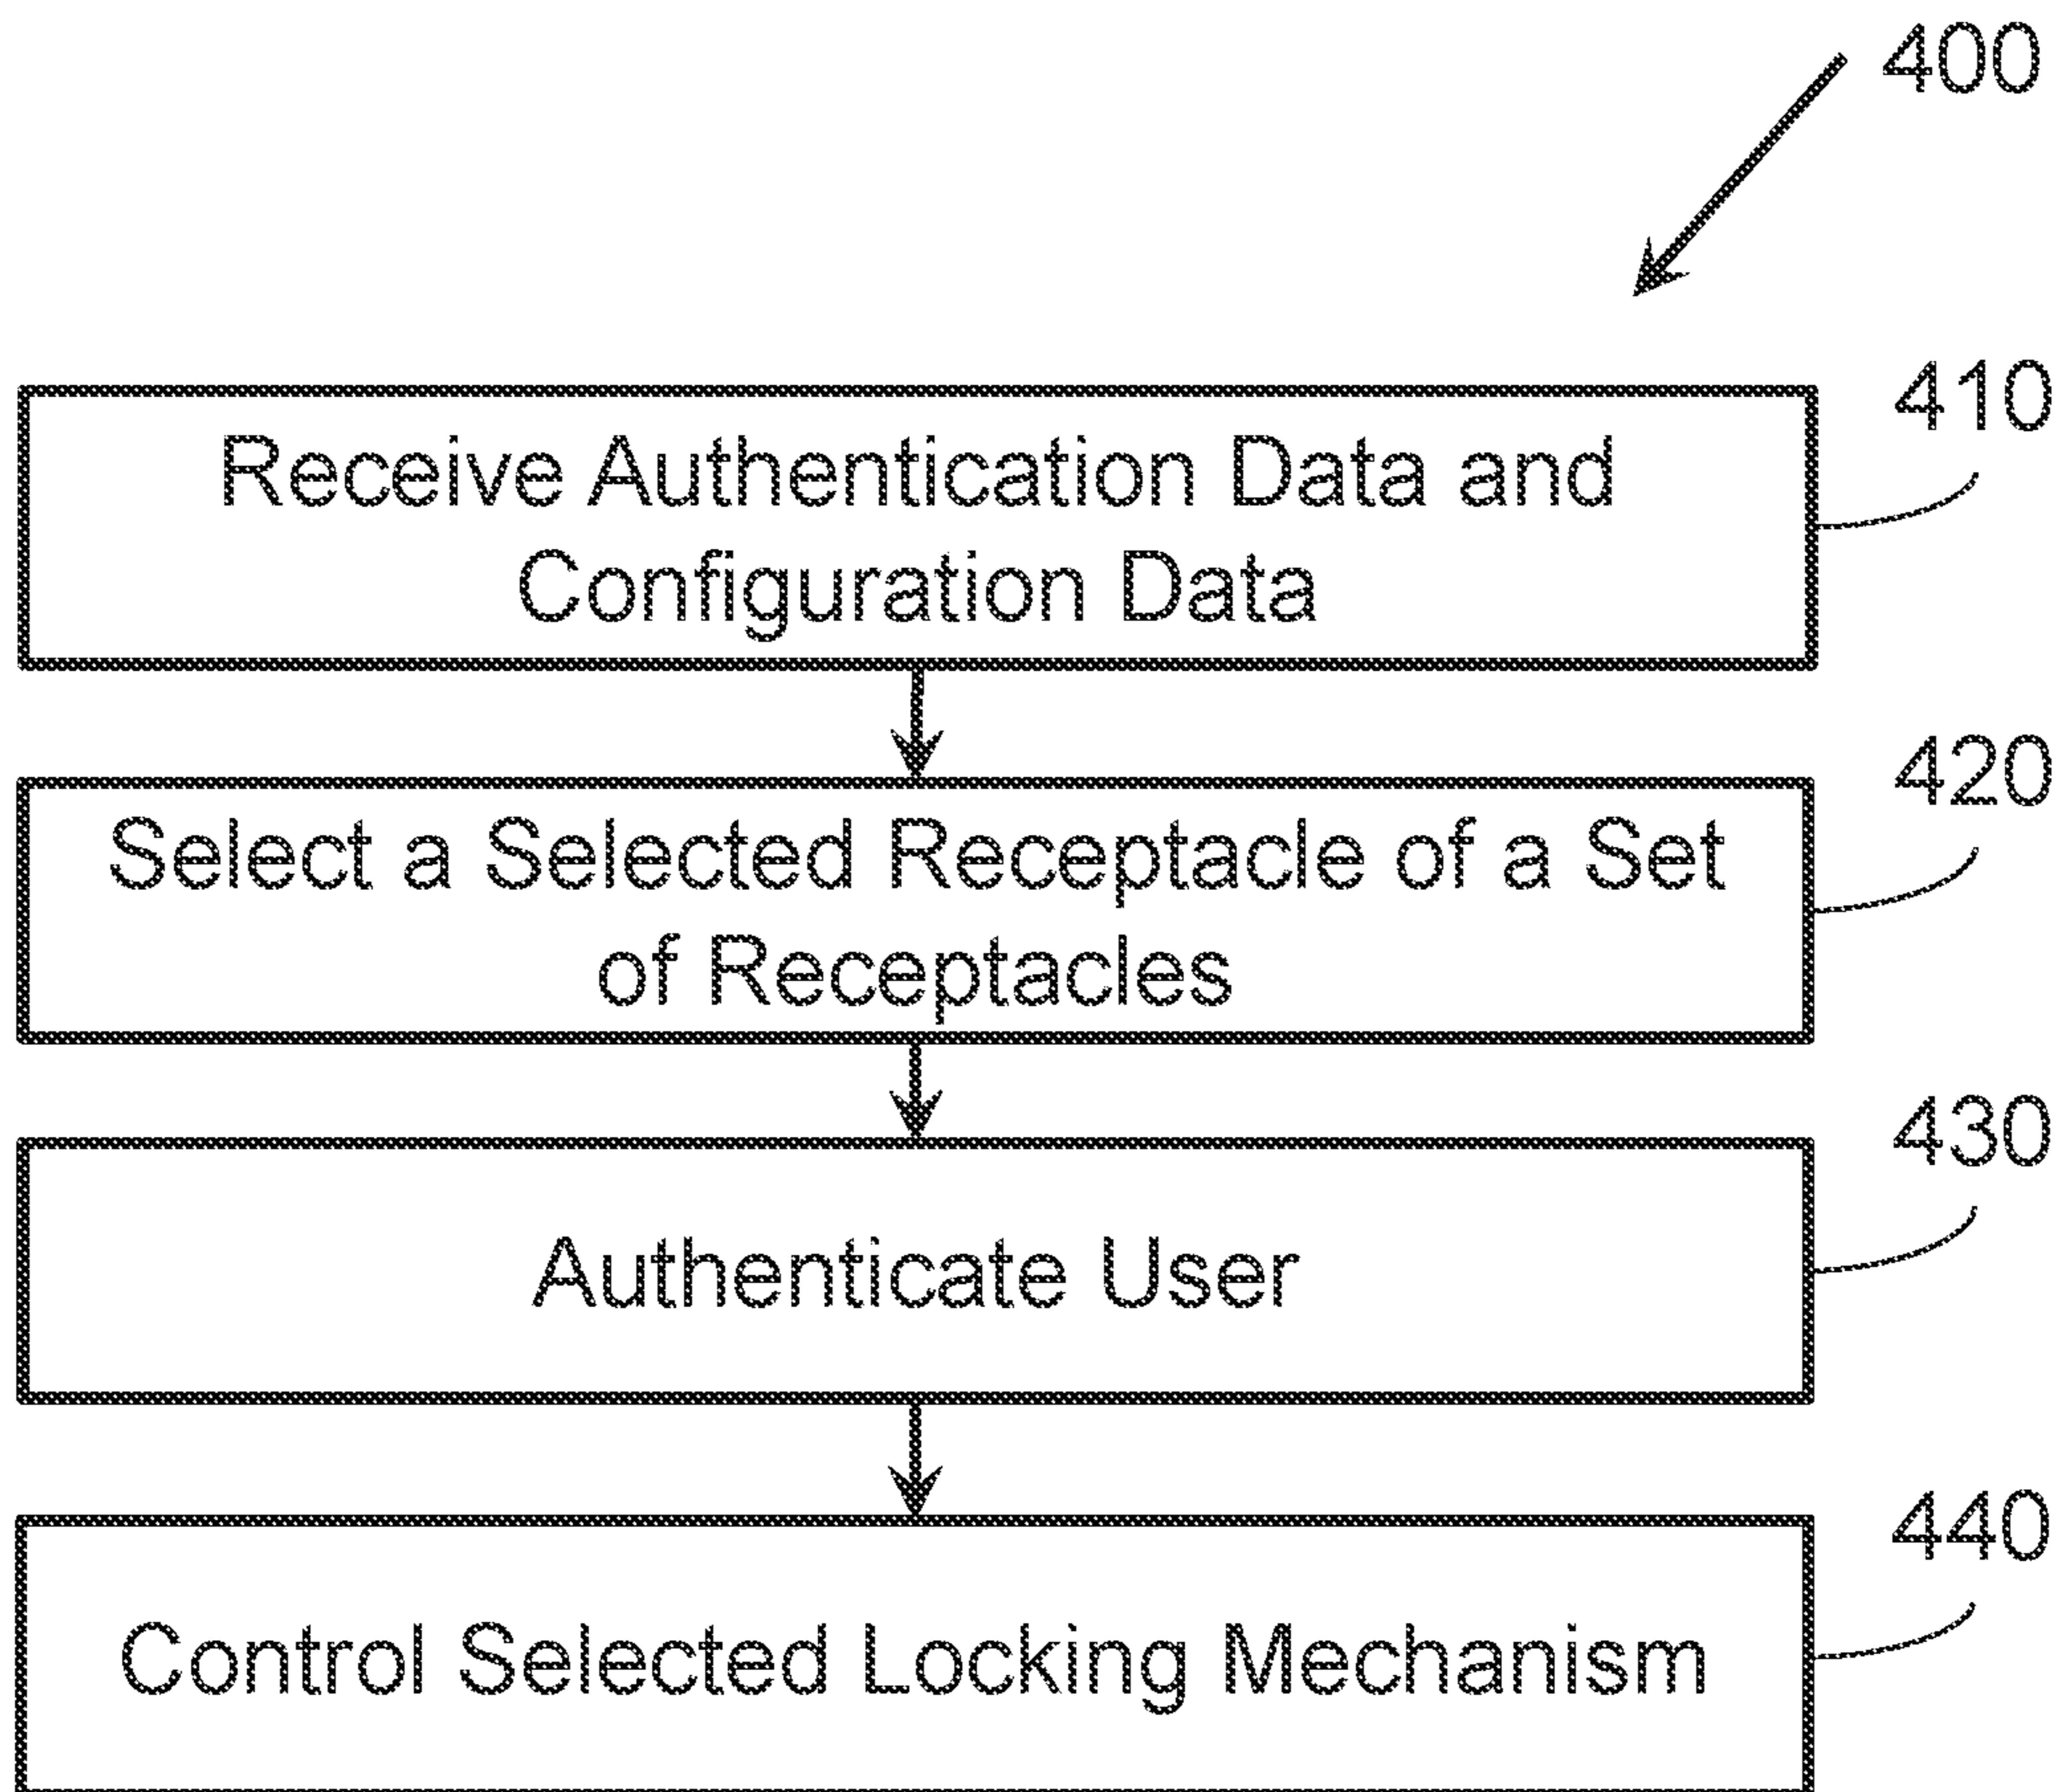 400
410
Receive Authentication Data and
Configuration Data
420
Select a Selected Receptacle of a Set
of Receptacles
430
Authenticate User
440
Control Selected Locking Mechanism